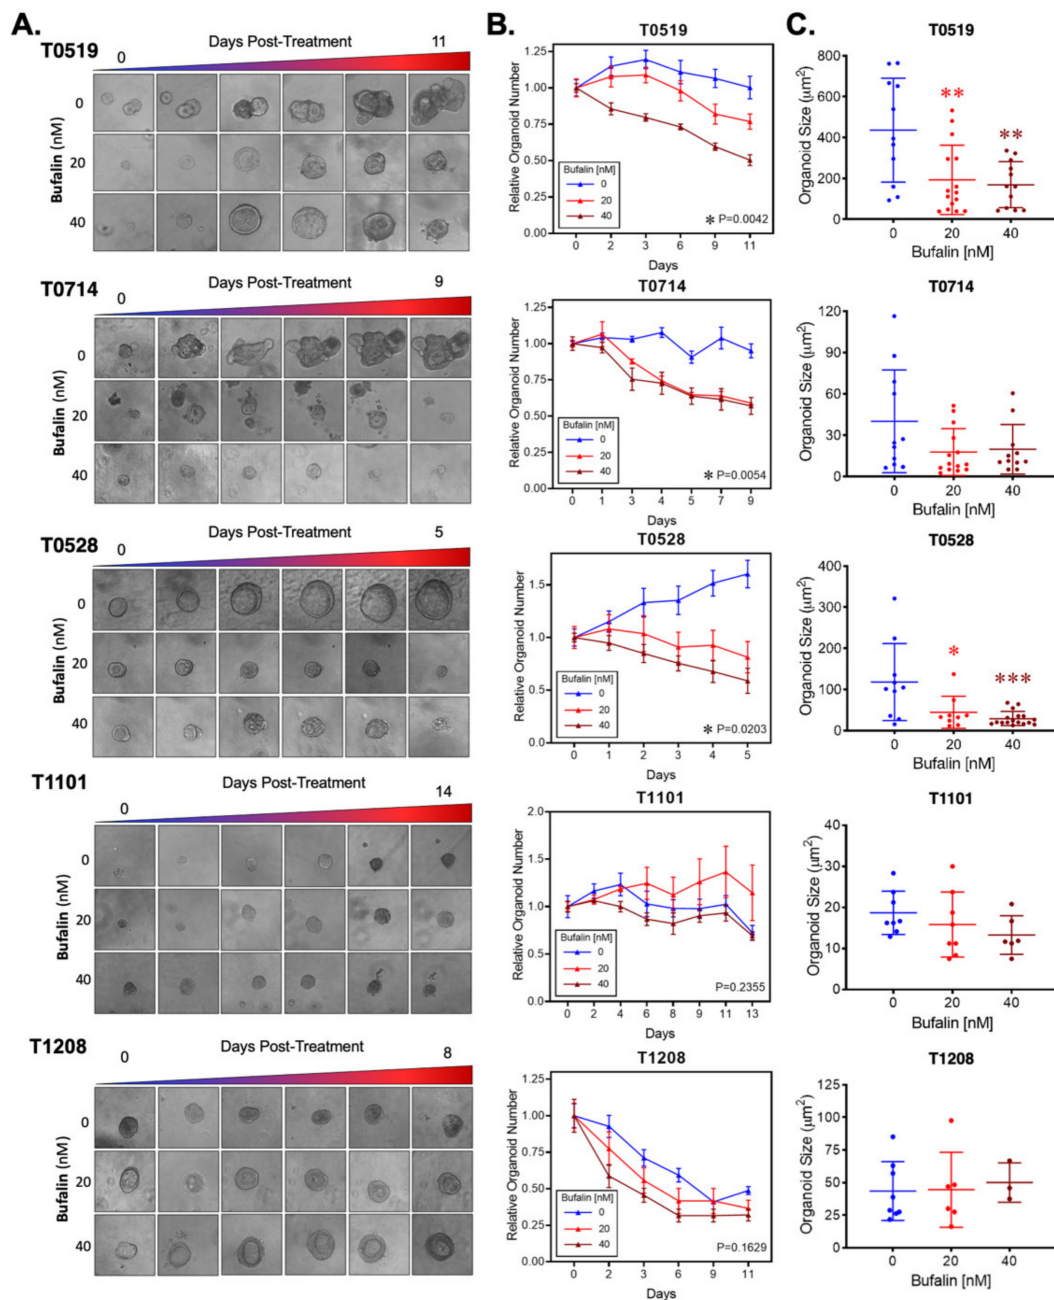 A.
T0519
Days Post-Treatment
0
11
Bufalin (nM)
0
20
40
T0714
Days Post-Treatment
0
9
Bufalin (nM)
0
20
40
T0528
Days Post-Treatment
0
5
Bufalin (nM)
0
20
40
T1101
Days Post-Treatment
0
14
Bufalin (nM)
0
20
40
T1208
Days Post-Treatment
0
8
Bufalin (nM)
0
20
40
B.
T0519
Relative Organoid Number
1.25
1.00
0.75
0.50
0.25
0.00
Bufalin [nM]
0
20
40
* P=0.0042
0 2 3 6 9 11
Days
T0714
Relative Organoid Number
1.25
1.00
0.75
0.50
0.25
0.00
Bufalin [nM]
0
20
40
* P=0.0054
0 1 3 4 5 7 9
Days
T0528
Relative Organoid Number
1.5
1.0
0.5
0.0
Bufalin [nM]
0
20
40
* P=0.0203
0 1 2 3 4 5
Days
T1101
Relative Organoid Number
2.0
1.5
1.0
0.5
0.0
Bufalin [nM]
0
20
40
P=0.2355
0 2 4 6 8 9 11 13
Days
T1208
Relative Organoid Number
1.25
1.00
0.75
0.50
0.25
0.00
Bufalin [nM]
0
20
40
P=0.1629
0 2 3 6 9 11
Days
C.
T0519
Organoid Size (μm²)
800
600
400
200
0
**
**
0 20 40
Bufalin [nM]
T0714
Organoid Size (μm²)
120
90
60
30
0
0 20 40
Bufalin [nM]
T0528
Organoid Size (μm²)
400
300
200
100
0
*
***
0 20 40
Bufalin [nM]
T1101
Organoid Size (μm²)
40
30
20
10
0
0 20 40
Bufalin [nM]
T1208
Organoid Size (μm²)
125
100
75
50
25
0
0 20 40
Bufalin [nM]